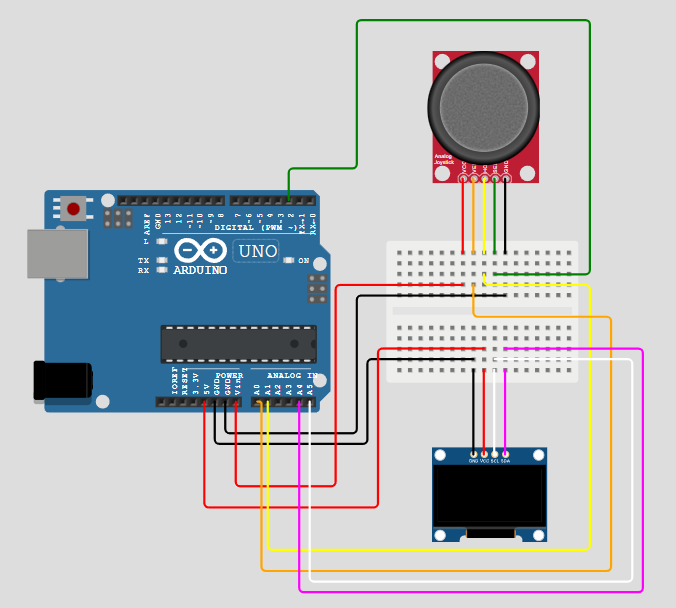 Analog
Joystick
VCC
VERT
HORZ
SEL
GND
AREF
GND
13
12
~11
~10
~9
8
7
~6
~5
4
~3
2
TX→1
RX←0
DIGITAL (PWM ~)
L
TX
RX
UNO
ARDUINO
ON
IOREF
RESET
3.3V
5V
GND
GND
Vin
POWER
ANALOG IN
A0
A1
A2
A3
A4
A5
GND VCC SCL SDA